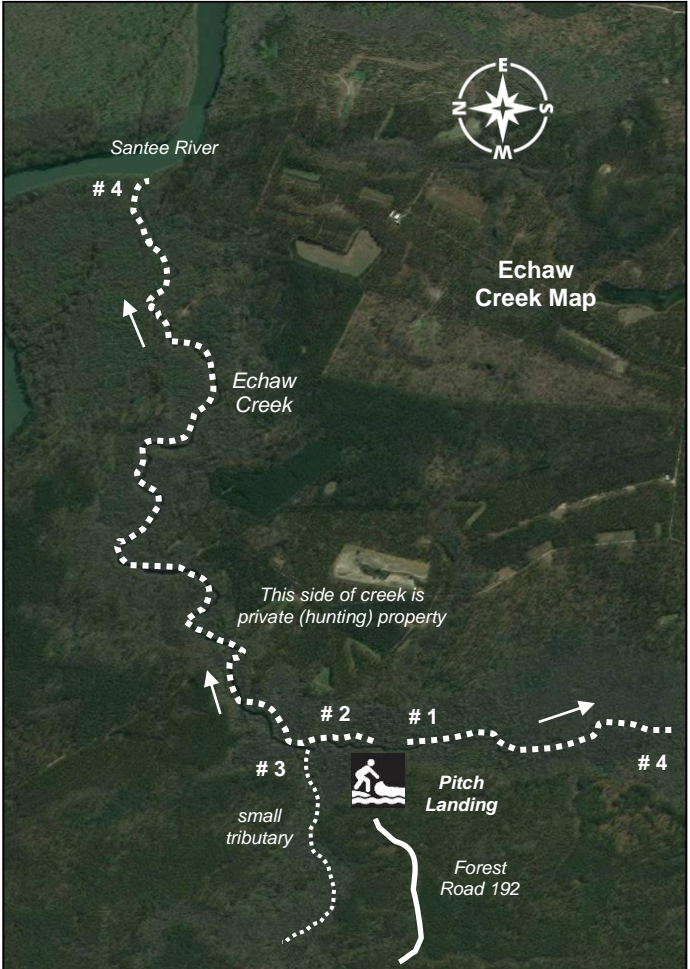 E
N
S
W
Santee River
# 4
Echaw
Creek Map
Echaw
Creek
This side of creek is
private (hunting) property
# 2
# 1
# 3
# 4
Pitch
Landing
small
tributary
Forest
Road 192